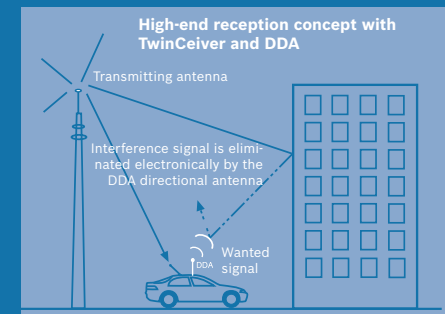 High-end reception concept with
TwinCeiver and DDA
Transmitting antenna
Interference signal is elimi-
nated electronically by the
DDA directional antenna
Wanted
signal
DDA